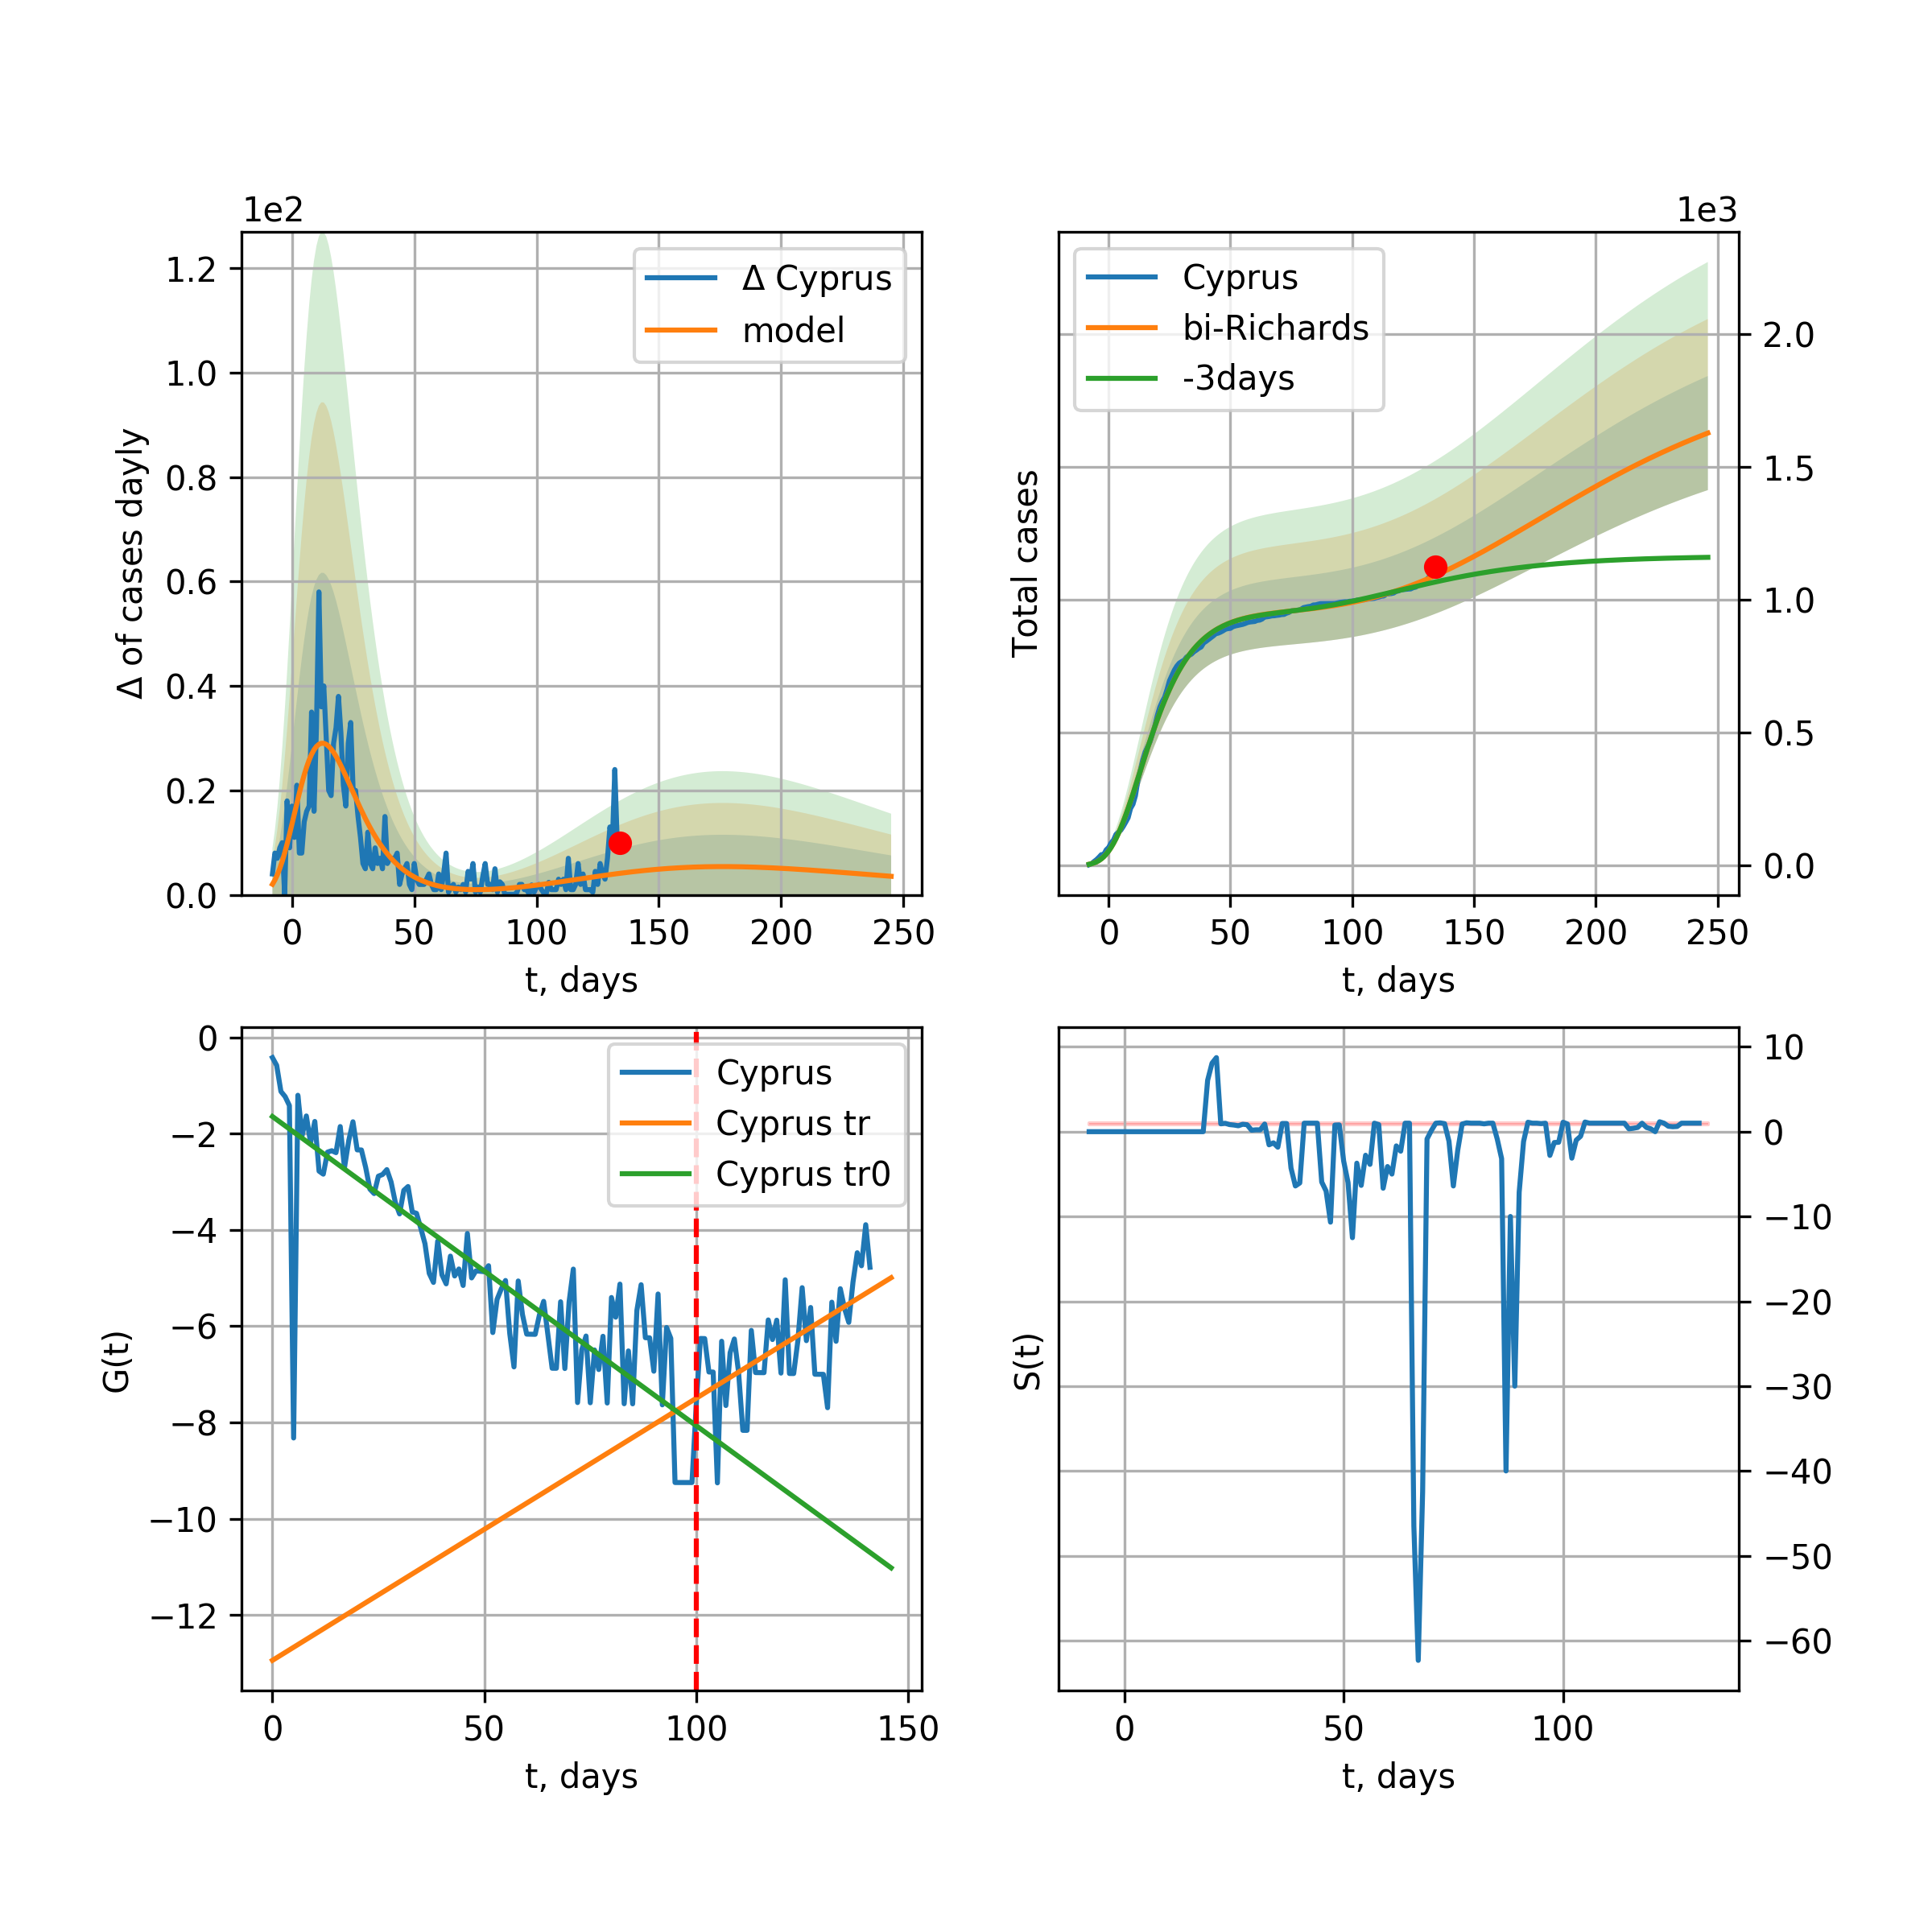 1e2
Δ of cases dayly
1.2
1.0
0.8
0.6
0.4
0.2
0.0
Δ Cyprus
model
0 50 100 150 200 250
t, days
1e3
Total cases
Cyprus
bi-Richards
-3days
2.0
1.5
1.0
0.5
0.0
0 50 100 150 200 250
t, days
G(t)
0
−2
−4
−6
−8
−10
−12
Cyprus
Cyprus tr
Cyprus tr0
0 50 100 150
t, days
S(t)
10
0
−10
−20
−30
−40
−50
−60
0 50 100
t, days